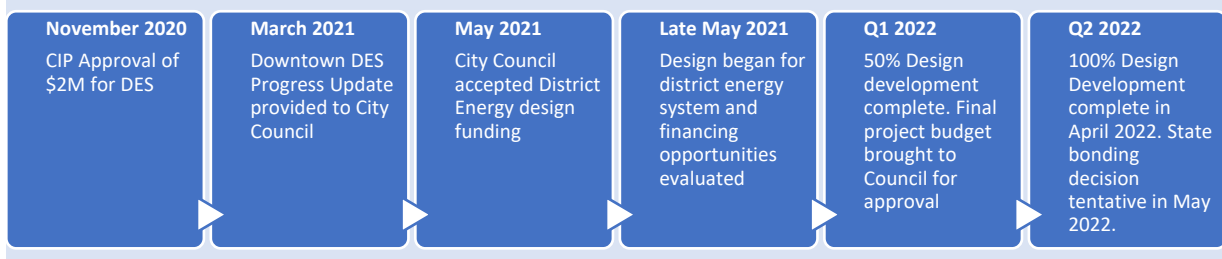 November 2020
CIP Approval of
$2M for DES
March 2021
Downtown DES
Progress Update
provided to City
Council
May 2021
City Council
accepted District
Energy design
funding
Late May 2021
Design began for
district energy
system and
financing
opportunities
evaluated
Q1 2022
50% Design
development
complete. Final
project budget
brought to
Council for
approval
Q2 2022
100% Design
Development
complete in
April 2022. State
bonding
decision
tentative in May
2022.